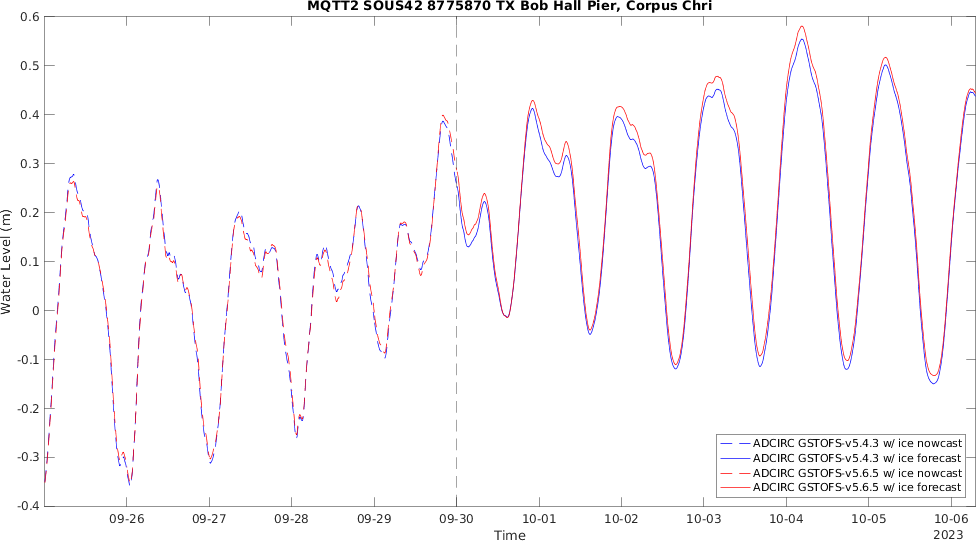 MQTT2 SOUS42 8775870 TX Bob Hall Pier, Corpus Chri
0.6
0.5
0.4
0.3
0.2
0.1
0
-0.1
-0.2
-0.3
-0.4
Water Level (m)
09-26 09-27 09-28 09-29 09-30 10-01 10-02 10-03 10-04 10-05 10-06
2023
Time
ADCIRC GSTOFS-v5.4.3 w/ ice nowcast
ADCIRC GSTOFS-v5.4.3 w/ ice forecast
ADCIRC GSTOFS-v5.6.5 w/ ice nowcast
ADCIRC GSTOFS-v5.6.5 w/ ice forecast